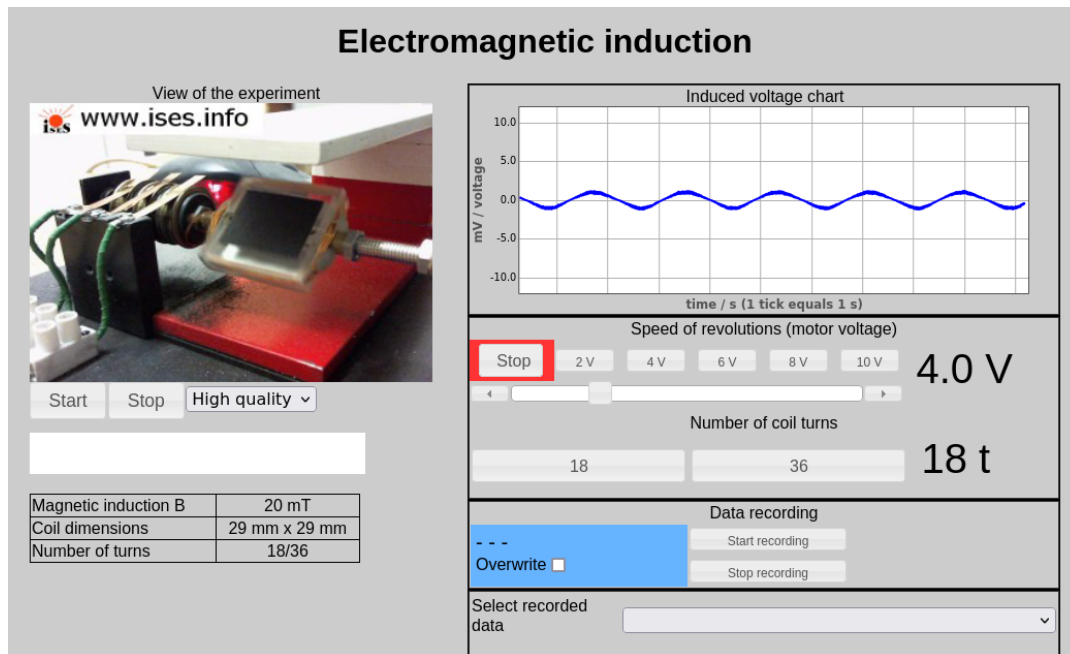 Electromagnetic induction
View of the experiment
ises
www.ises.info
Start
Stop
High quality
Magnetic induction B 20 mT
Coil dimensions 29 mm x 29 mm
Number of turns 18/36
Induced voltage chart
mV / voltage
10.0
5.0
0.0
-5.0
-10.0
time / s (1 tick equals 1 s)
Speed of revolutions (motor voltage)
Stop 2 V 4 V 6 V 8 V 10 V
4.0 V
Number of coil turns
18 36
18 t
Data recording
- - -
Overwrite
Start recording
Stop recording
Select recorded
data